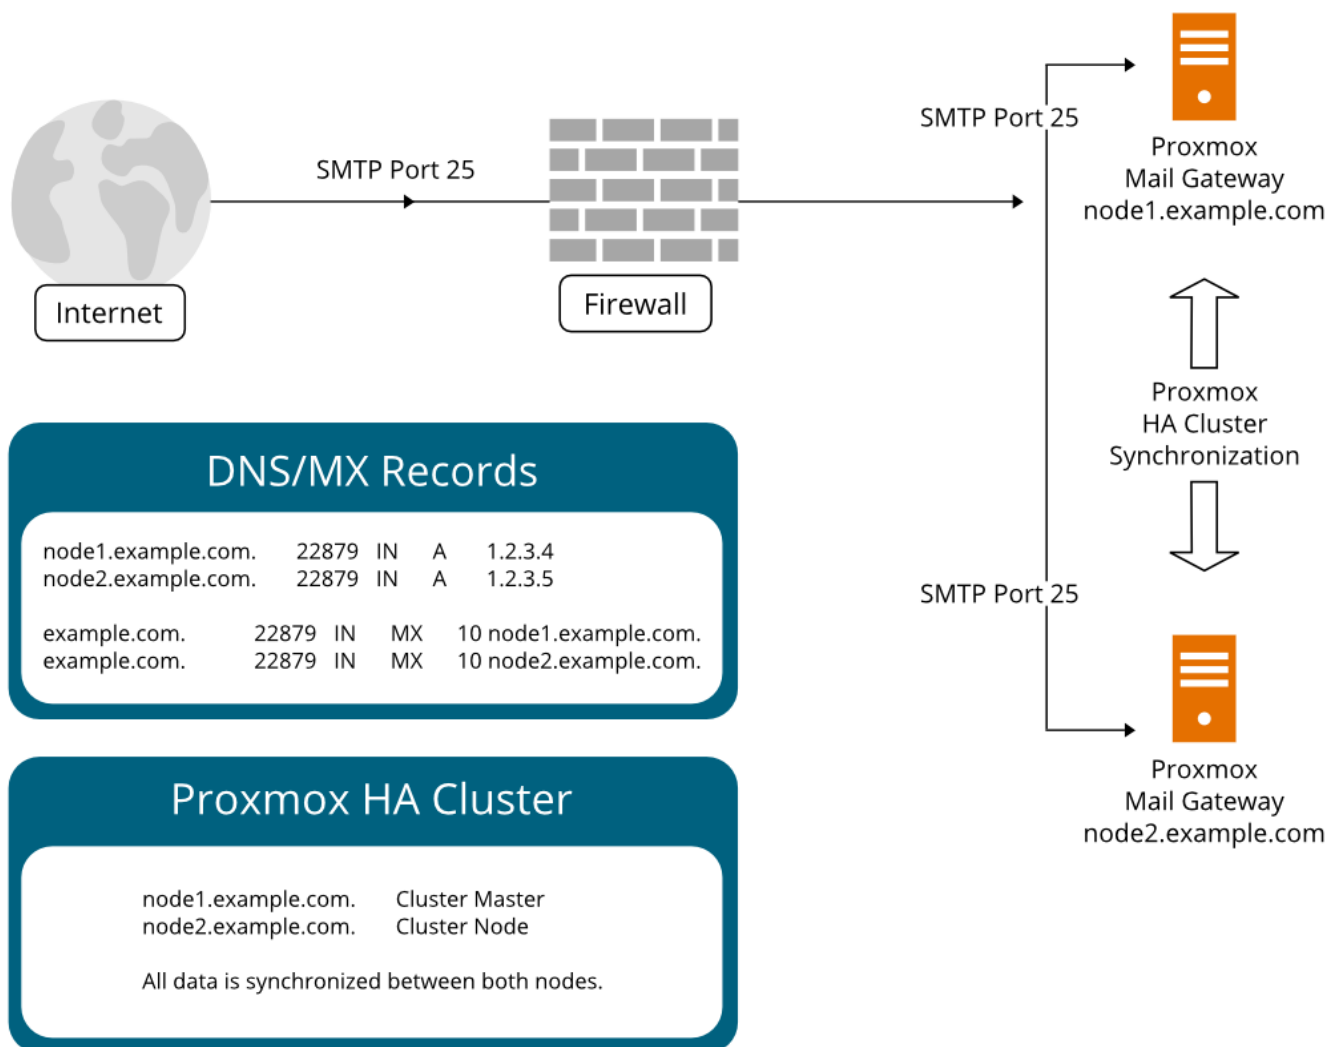 SMTP Port 25
Internet
Firewall
SMTP Port 25
Proxmox
Mail Gateway
node1.example.com
Proxmox
HA Cluster
Synchronization
SMTP Port 25
Proxmox
Mail Gateway
node2.example.com
DNS/MX Records
node1.example.com. 22879 IN A 1.2.3.4
node2.example.com. 22879 IN A 1.2.3.5
example.com. 22879 IN MX 10 node1.example.com.
example.com. 22879 IN MX 10 node2.example.com.
Proxmox HA Cluster
node1.example.com. Cluster Master
node2.example.com. Cluster Node
All data is synchronized between both nodes.